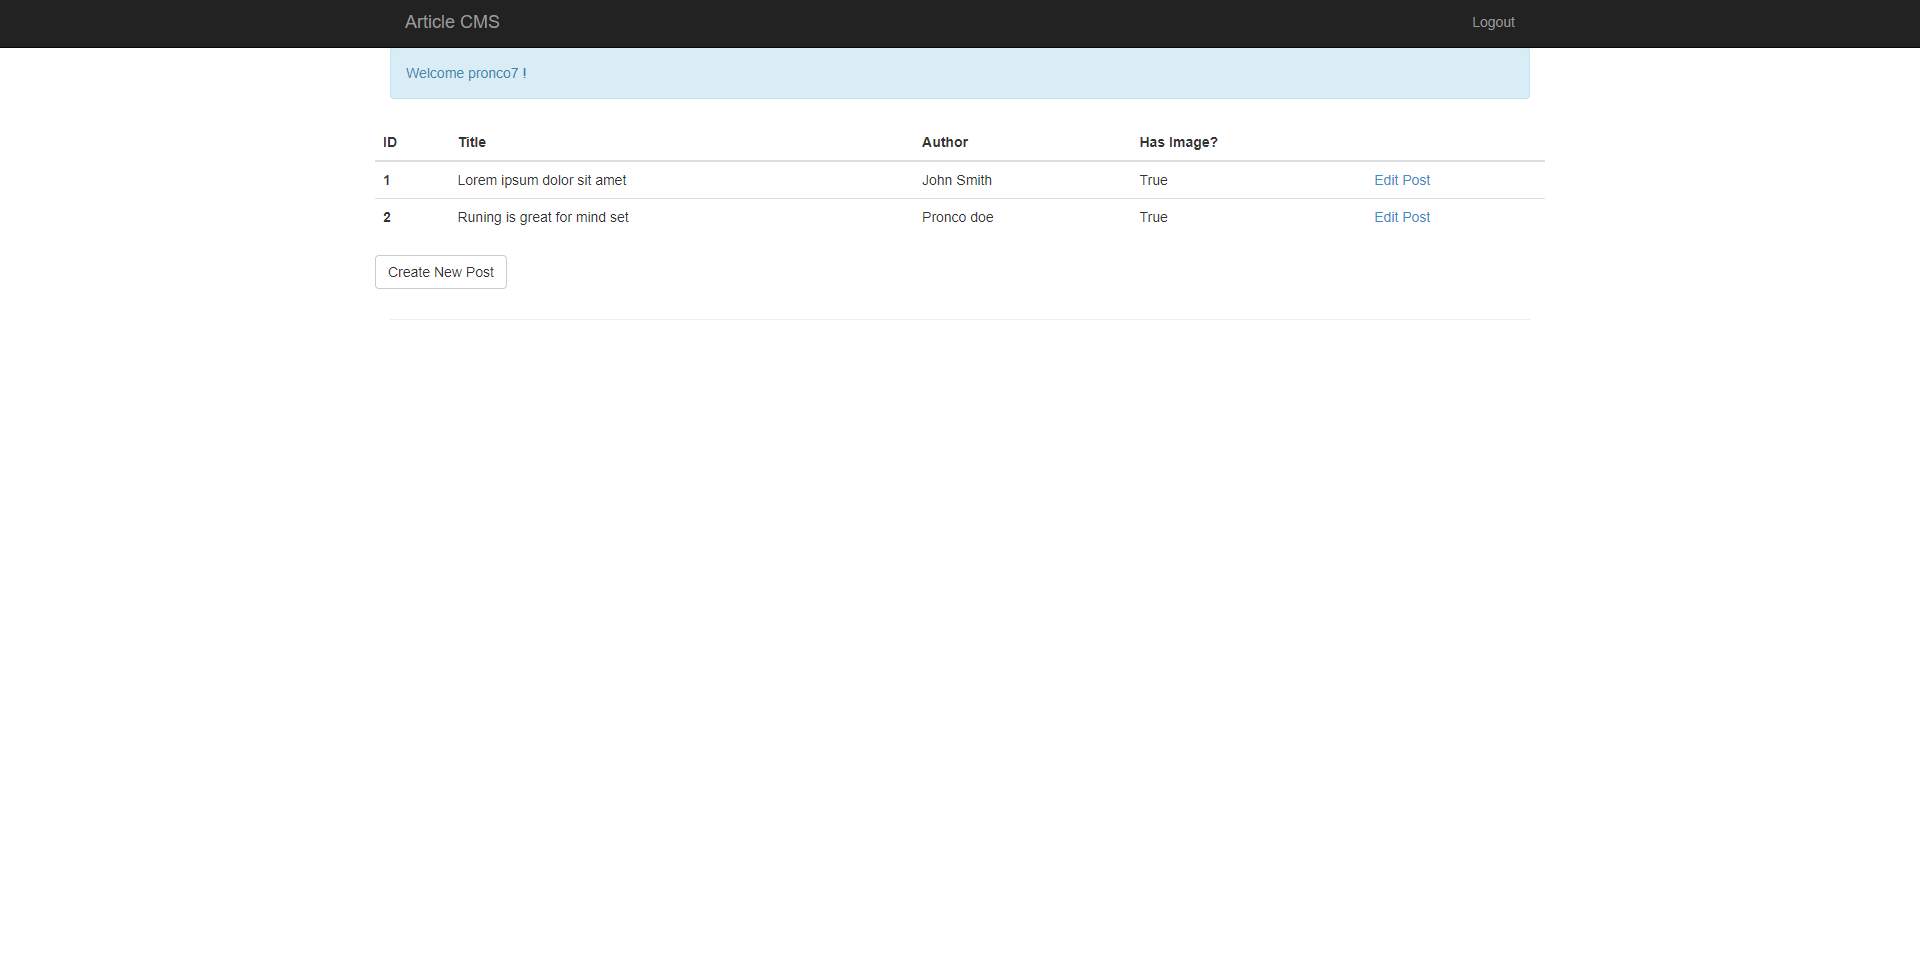 Article CMS Logout
Welcome pronco7 !
ID Title Author Has Image?
1 Lorem ipsum dolor sit amet John Smith True Edit Post
2 Runing is great for mind set Pronco doe True Edit Post
Create New Post